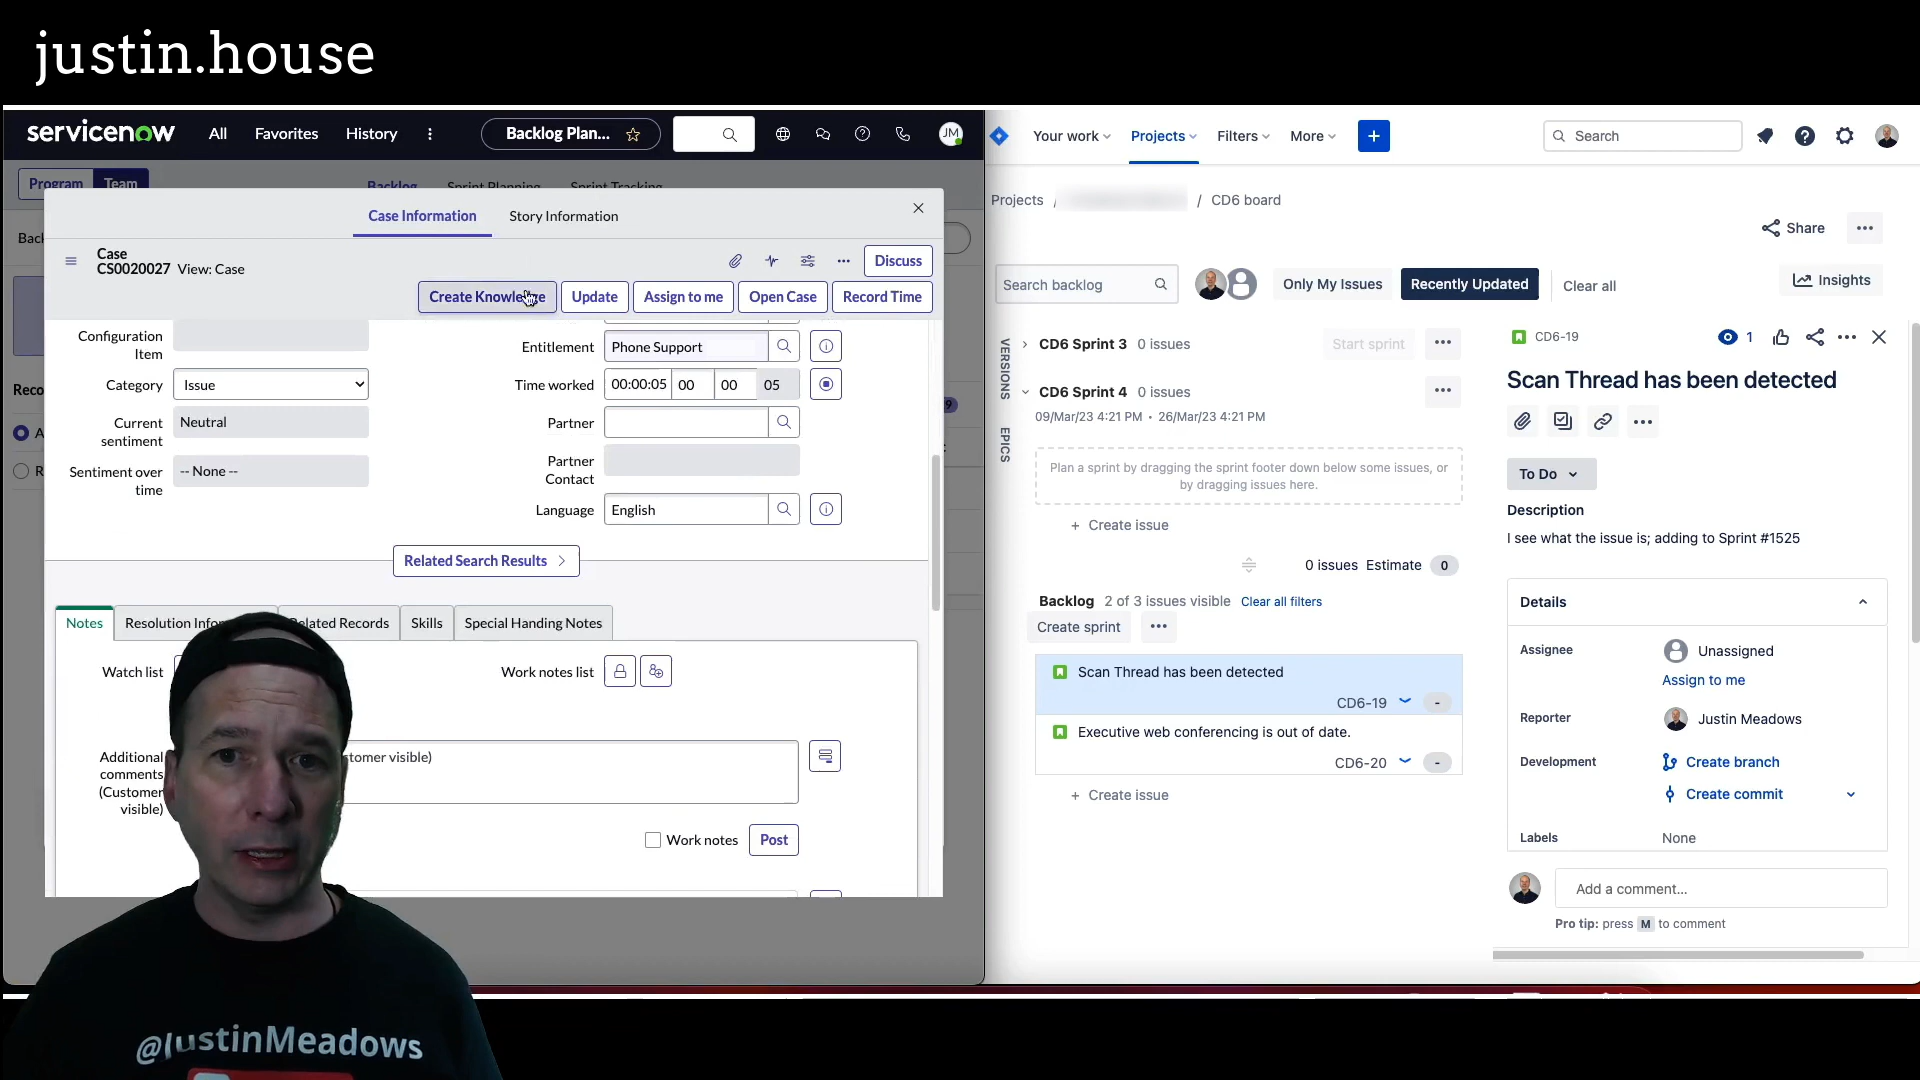 justin.house
servicenow All Favorites History Backlog Plan... JM
Program Team Backlog Sprint Planning Sprint Tracking
Case Information Story Information
Case
CS0020027 View: Case
Discuss
Create Knowledge Update Assign to me Open Case Record Time
Configuration
Item
Category Issue
Current
sentiment Neutral
Sentiment over
time -- None --
Entitlement Phone Support
Time worked 00:00:05 00 00 05
Partner
Partner
Contact
Language English
Related Search Results
Notes Resolution Related Records Skills Special Handing Notes
Watch list Work notes list
Additional
comments
(Customer
visible)
visible)
Work notes Post
@JustinMeadows
Your work Projects Filters More + Search
Projects / / CD6 board
Share
Search backlog Only My Issues Recently Updated Clear all Insights
VERSIONS
EPICS
CD6 Sprint 3 0 issues Start sprint
CD6 Sprint 4 0 issues
09/Mar/23 4:21 PM • 26/Mar/23 4:21 PM
Plan a sprint by dragging the sprint footer down below some issues, or
by dragging issues here.
+ Create issue
0 issues Estimate 0
Backlog 2 of 3 issues visible Clear all filters
Create sprint
Scan Thread has been detected
CD6-19 -
Executive web conferencing is out of date.
CD6-20 -
+ Create issue
CD6-19 1
Scan Thread has been detected
To Do
Description
I see what the issue is; adding to Sprint #1525
Details
Assignee Unassigned
Assign to me
Reporter Justin Meadows
Development Create branch
Create commit
Labels None
Add a comment...
Pro tip: press M to comment